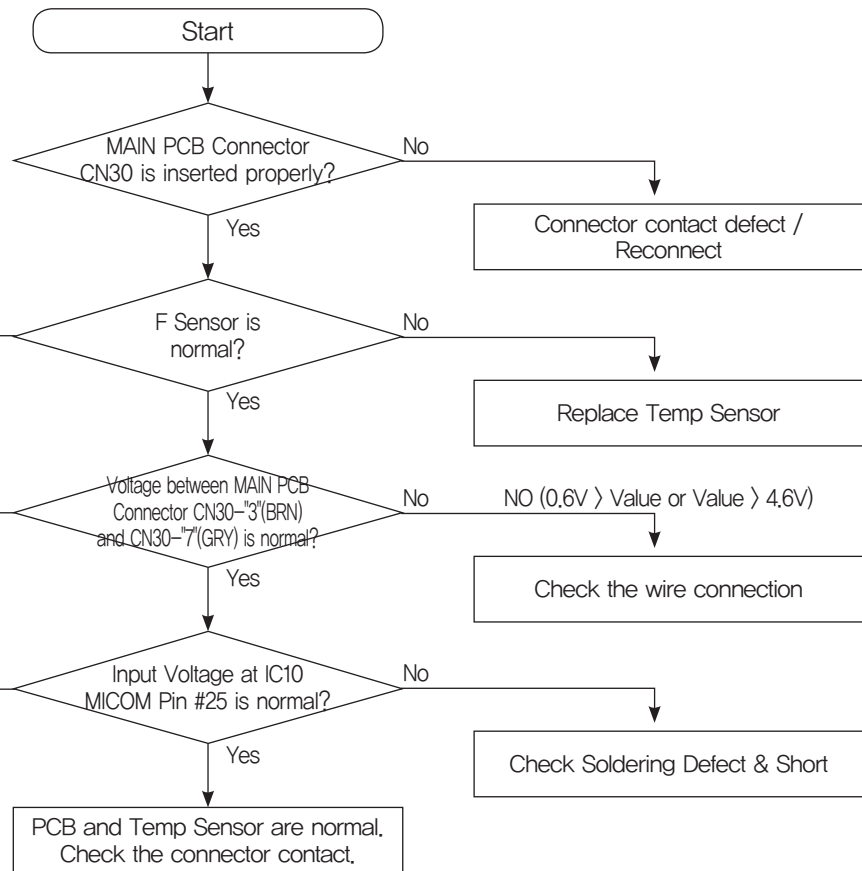 Start
MAIN PCB Connector
CN30 is inserted properly?
No
Connector contact defect /
Reconnect
Yes
F Sensor is
normal?
No
Replace Temp Sensor
Yes
Voltage between MAIN PCB
Connector CN30-"3"(BRN)
and CN30-"7"(GRY) is normal?
No
NO (0.6V 〉 Value or Value 〉 4.6V)
Check the wire connection
Yes
Input Voltage at IC10
MICOM Pin #25 is normal?
No
Check Soldering Defect & Short
Yes
PCB and Temp Sensor are normal.
Check the connector contact.